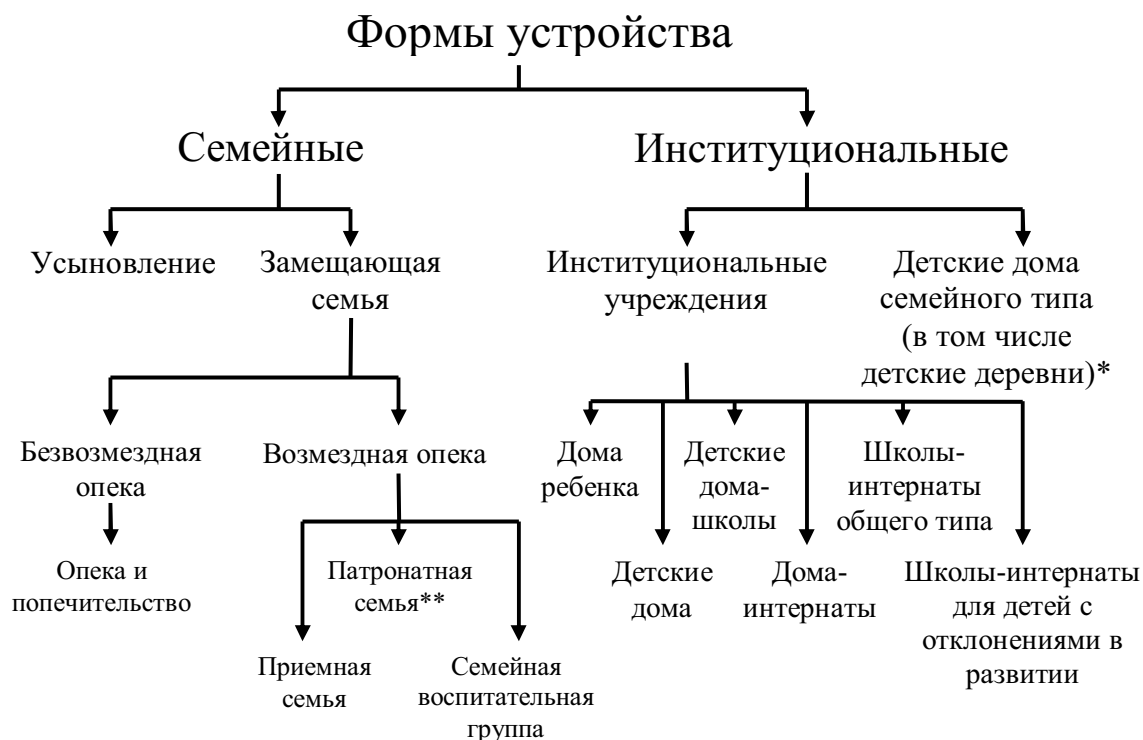 Формы устройства
Семейные
Институциональные
Усыновление
Замещающая
семья
Институциональные
учреждения
Детские дома
семейного типа
(в том числе
детские деревни)*
Безвозмездная
опека
Возмездная опека
Дома
ребенка
Детские
дома-
школы
Школы-
интернаты
общего типа
Опека и
попечительство
Патронатная
семья**
Детские
дома
Дома-
интернаты
Школы-интернаты
для детей с
отклонениями в
развитии
Приемная
семья
Семейная
воспитательная
группа